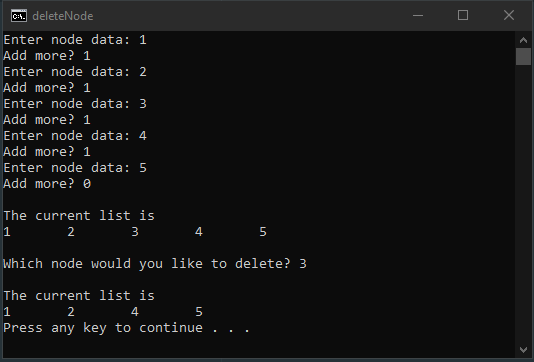 deleteNode
Enter node data: 1
Add more? 1
Enter node data: 2
Add more? 1
Enter node data: 3
Add more? 1
Enter node data: 4
Add more? 1
Enter node data: 5
Add more? 0
The current list is
1 2 3 4 5
Which node would you like to delete? 3
The current list is
1 2 4 5
Press any key to continue . . .